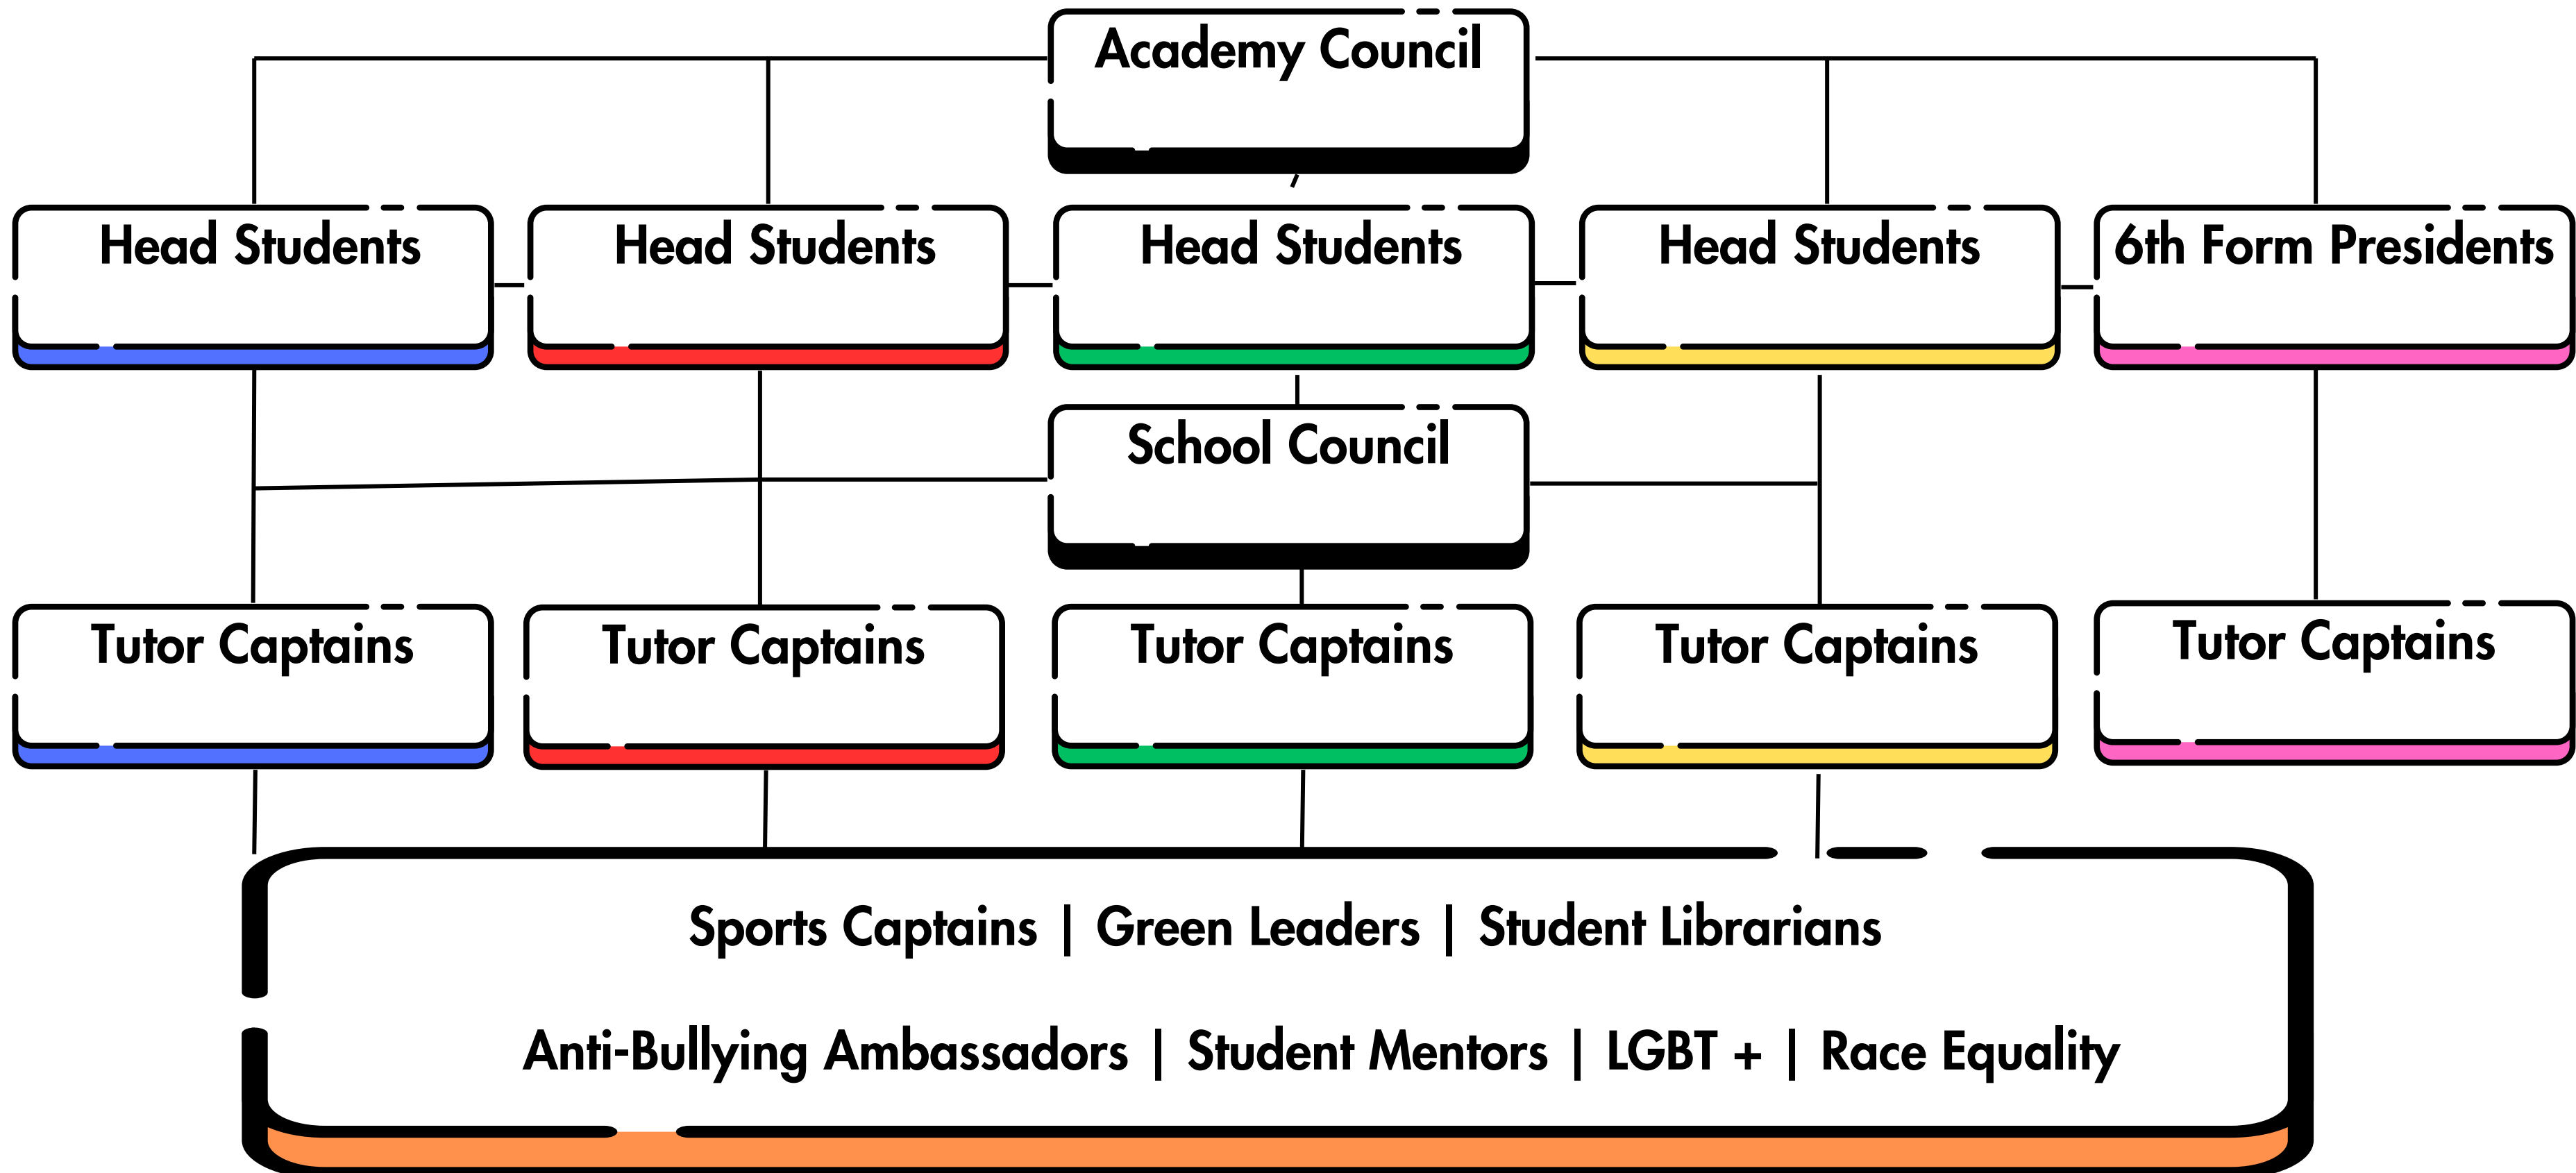 Academy Council
Head Students
Head Students
Head Students
Head Students
6th Form Presidents
School Council
Tutor Captains
Tutor Captains
Tutor Captains
Tutor Captains
Tutor Captains
Sports Captains | Green Leaders | Student Librarians
Anti-Bullying Ambassadors | Student Mentors | LGBT + | Race Equality